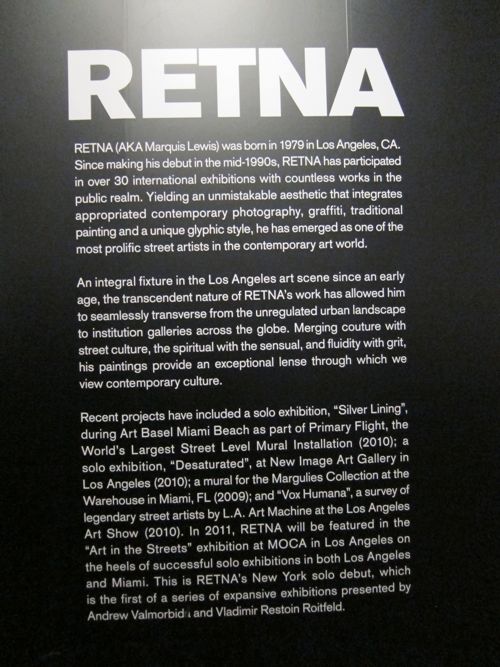 RETNA
RETNA (AKA Marquis Lewis) was born in 1979 in Los Angeles, CA.
Since making his debut in the mid-1990s, RETNA has participated
in over 30 international exhibitions with countless works in the
public realm. Yielding an unmistakable aesthetic that integrates
appropriated contemporary photography, graffiti, traditional
painting and a unique glyphic style, he has emerged as one of the
most prolific street artists in the contemporary art world.
An integral fixture in the Los Angeles art scene since an early
age, the transcendent nature of RETNA's work has allowed him
to seamlessly transverse from the unregulated urban landscape
to institution galleries across the globe. Merging couture with
street culture, the spiritual with the sensual, and fluidity with grit,
his paintings provide an exceptional lense through which we
view contemporary culture.
Recent projects have included a solo exhibition, "Silver Lining",
during Art Basel Miami Beach as part of Primary Flight, the
World's Largest Street Level Mural Installation (2010); a
solo exhibition, "Desaturated", at New Image Art Gallery in
Los Angeles (2010); a mural for the Margulies Collection at the
Warehouse in Miami, FL (2009); and "Vox Humana", a survey of
legendary street artists by L.A. Art Machine at the Los Angeles
Art Show (2010). In 2011, RETNA will be featured in the
"Art in the Streets" exhibition at MOCA in Los Angeles on
the heels of successful solo exhibitions in both Los Angeles
and Miami. This is RETNA's New York solo debut, which
is the first of a series of expansive exhibitions presented by
Andrew Valmorbida and Vladimir Restoin Roitfeld.